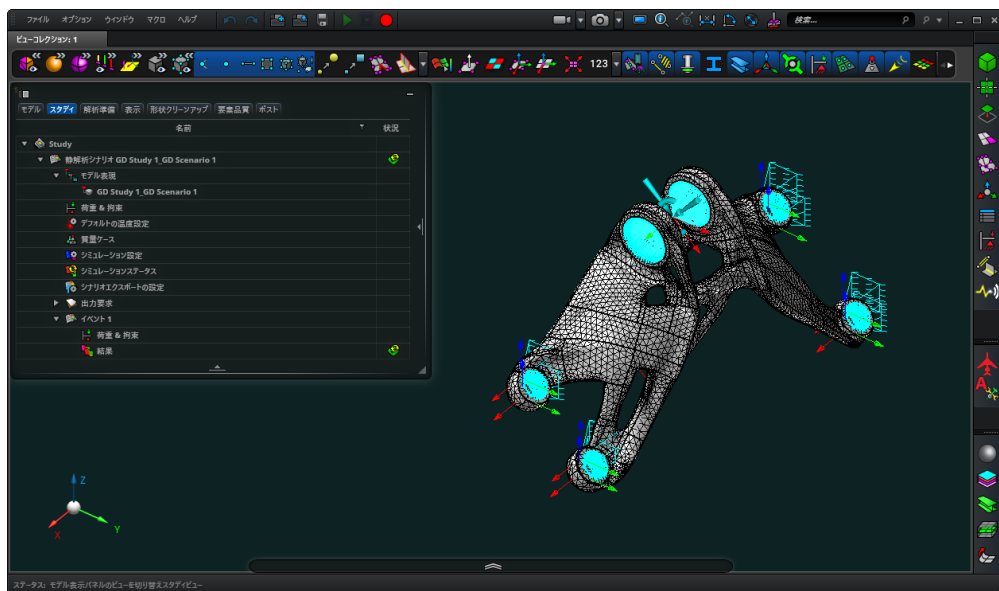 ファイル オプション ウインドウ マクロ ヘルプ
検索...
ビューコレクション: 1
123
モデル スタディ 解析準備 表示 形状クリーンアップ 要素品質 ポスト
名前 状況
Study
静解析シナリオ GD Study 1_GD Scenario 1
モデル表現
GD Study 1_GD Scenario 1
荷重 & 拘束
デフォルトの温度設定
質量ケース
シミュレーション設定
シミュレーションステータス
シナリオエクスポートの設定
出力要求
イベント 1
荷重 & 拘束
結果
Z
Y
X
A
ステータス: モデル表示パネルのビューを切り替えスタディビュー